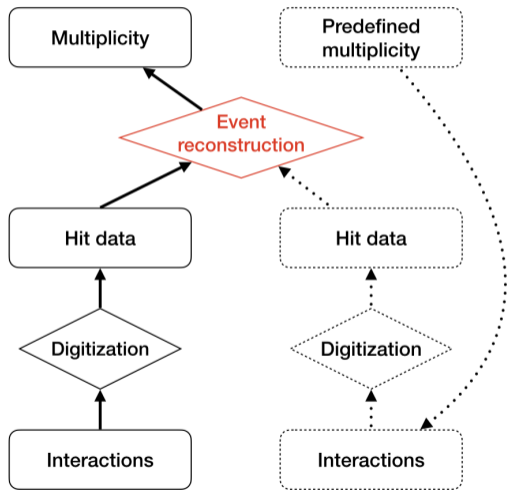 Multiplicity
Predefined
multiplicity
Event
reconstruction
Hit data
Hit data
Digitization
Digitization
Interactions
Interactions